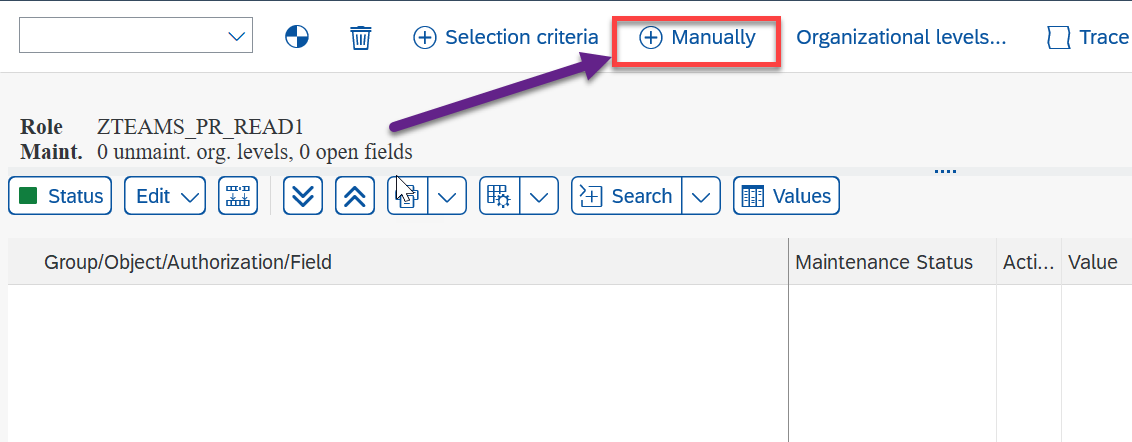 Selection criteria Manually Organizational levels... Trace
Role ZTEAMS_PR_READ1
Maint. 0 unmaint. org. levels, 0 open fields
Status Edit Search Values
Group/Object/Authorization/Field Maintenance Status Acti... Value